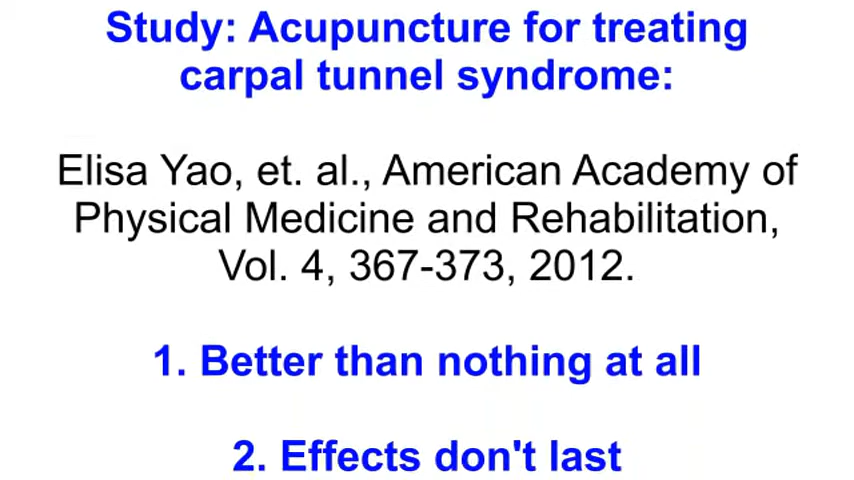 Study: Acupuncture for treating
carpal tunnel syndrome:
Elisa Yao, et. al., American Academy of
Physical Medicine and Rehabilitation,
Vol. 4, 367-373, 2012.
1. Better than nothing at all
2. Effects don't last